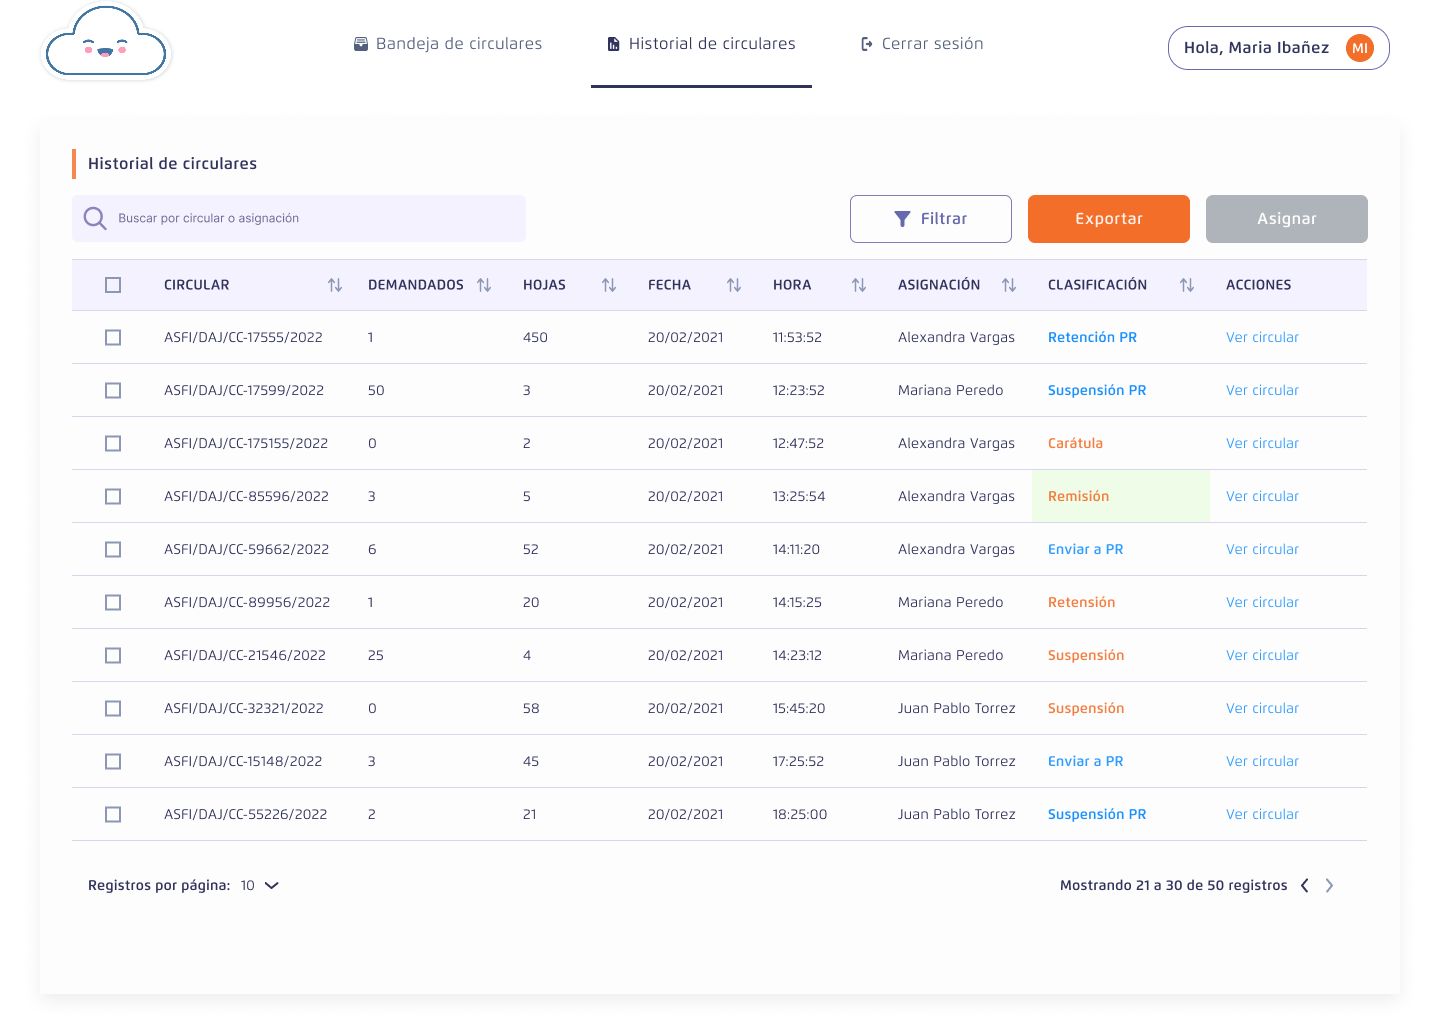 Bandeja de circulares
Historial de circulares
Cerrar sesión
Hola, Maria Ibañez MI
Historial de circulares
Buscar por circular o asignación
Filtrar
Exportar
Asignar
CIRCULAR DEMANDADOS HOJAS FECHA HORA ASIGNACIÓN CLASIFICACIÓN ACCIONES
ASFI/DAJ/CC-17555/2022 1 450 20/02/2021 11:53:52 Alexandra Vargas Retención PR Ver circular
ASFI/DAJ/CC-17599/2022 50 3 20/02/2021 12:23:52 Mariana Peredo Suspensión PR Ver circular
ASFI/DAJ/CC-175155/2022 0 2 20/02/2021 12:47:52 Alexandra Vargas Carátula Ver circular
ASFI/DAJ/CC-85596/2022 3 5 20/02/2021 13:25:54 Alexandra Vargas Remisión Ver circular
ASFI/DAJ/CC-59662/2022 6 52 20/02/2021 14:11:20 Alexandra Vargas Enviar a PR Ver circular
ASFI/DAJ/CC-89956/2022 1 20 20/02/2021 14:15:25 Mariana Peredo Retensión Ver circular
ASFI/DAJ/CC-21546/2022 25 4 20/02/2021 14:23:12 Mariana Peredo Suspensión Ver circular
ASFI/DAJ/CC-32321/2022 0 58 20/02/2021 15:45:20 Juan Pablo Torrez Suspensión Ver circular
ASFI/DAJ/CC-15148/2022 3 45 20/02/2021 17:25:52 Juan Pablo Torrez Enviar a PR Ver circular
ASFI/DAJ/CC-55226/2022 2 21 20/02/2021 18:25:00 Juan Pablo Torrez Suspensión PR Ver circular
Registros por página: 10
Mostrando 21 a 30 de 50 registros